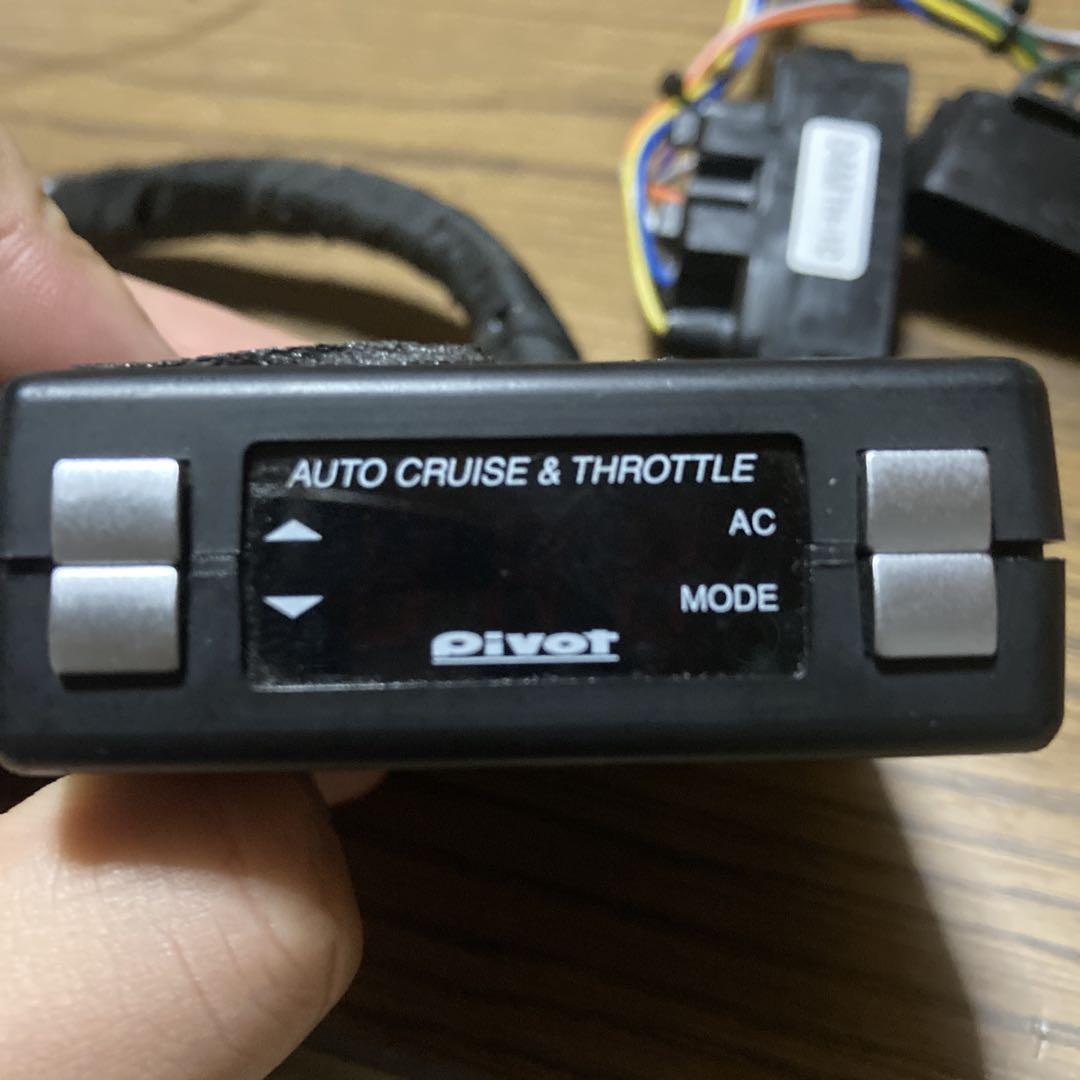 AUTO CRUISE & THROTTLE
AC
MODE
Pivot